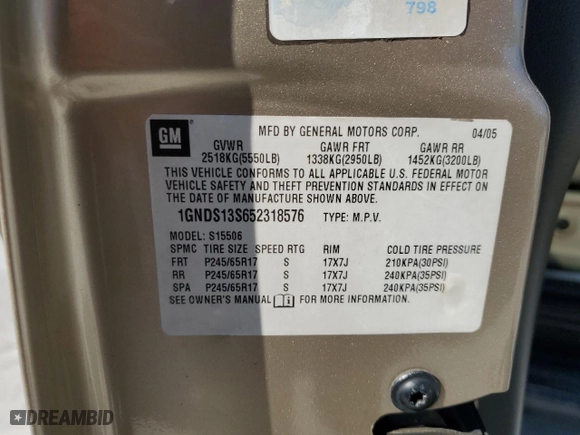 798
GM
MFD BY GENERAL MOTORS CORP. 04/05
GVWR GAWR FRT GAWR RR
2518KG(5550LB) 1338KG(2950LB) 1452KG(3200LB)
THIS VEHICLE CONFORMS TO ALL APPLICABLE U.S. FEDERAL MOTOR
VEHICLE SAFETY AND THEFT PREVENTION STANDARDS IN EFFECT ON
THE DATE OF MANUFACTURE SHOWN ABOVE.
1GNDS13S652318576 TYPE: M.P.V.
MODEL: S15506
SPMC TIRE SIZE SPEED RTG RIM COLD TIRE PRESSURE
FRT P245/65R17 S 17X7J 210KPA(30PSI)
RR P245/65R17 S 17X7J 240KPA(35PSI)
SPA P245/65R17 S 17X7J 240KPA(35PSI)
SEE OWNER'S MANUAL FOR MORE INFORMATION.
DREAMBID